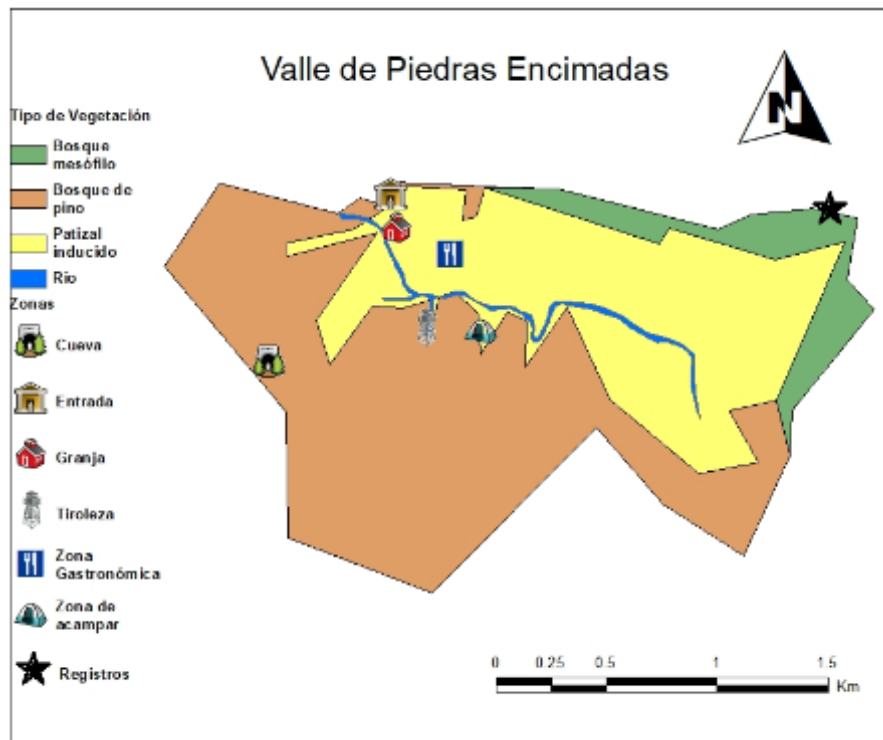 Valle de Piedras Encimadas
N
Tipo de Vegetación
Bosque
mesófilo
Bosque de
pino
Patizal
inducido
Río
Zonas
Cueva
Entrada
Granja
Tiroleza
Zona
Gastronómica
Zona de
acampar
Registros
0 0.25 0.5 1 1.5
Km